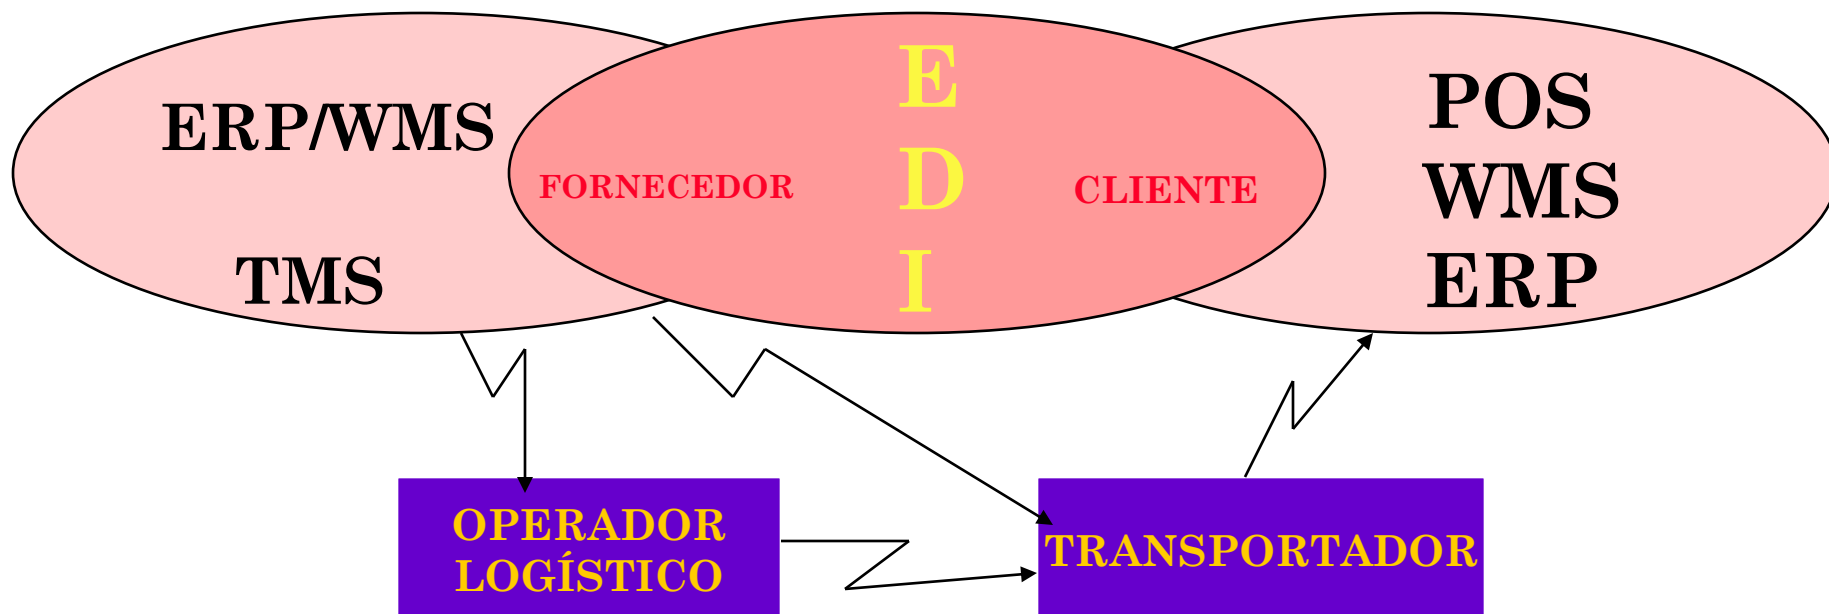 ERP/WMS
TMS
FORNECEDOR
E
D
I
CLIENTE
POS
WMS
ERP
OPERADOR
LOGÍSTICO
TRANSPORTADOR